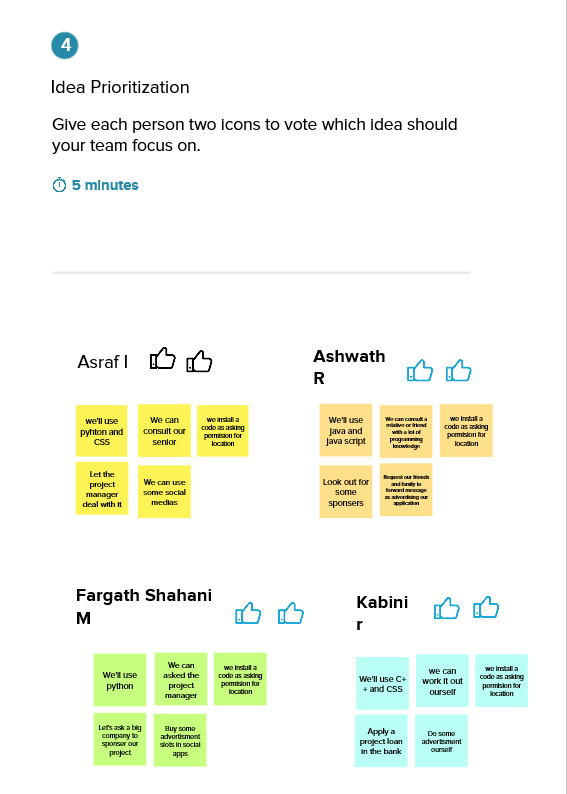 4
Idea Prioritization
Give each person two icons to vote which idea should
your team focus on.
5 minutes
Asraf I
we'll use
pyhton and
CSS
We can
consult our
senior
we install a
code as asking
permision for
location
Let the
project
manager
deal with it
We can use
some social
medias
Ashwath
R
We'll use
java and
java script
We can consult a
relative or friend
with a lot of
programming
knowledge
we install a
code as asking
permision for
location
Look out for
some
sponsers
Request our friends
and family to
forward message
as advertising our
application
Fargath Shahani
M
We'll use
python
We can
asked the
project
manager
we install a
code as asking
permision for
location
Let's ask a big
company to
sponser our
project
Buy some
advertisment
slots in social
apps
Kabini
r
We'll use C+
+ and CSS
we can
work it out
ourself
we install a
code as asking
permision for
location
Apply a
project loan
in the bank
Do some
advertisment
ourself